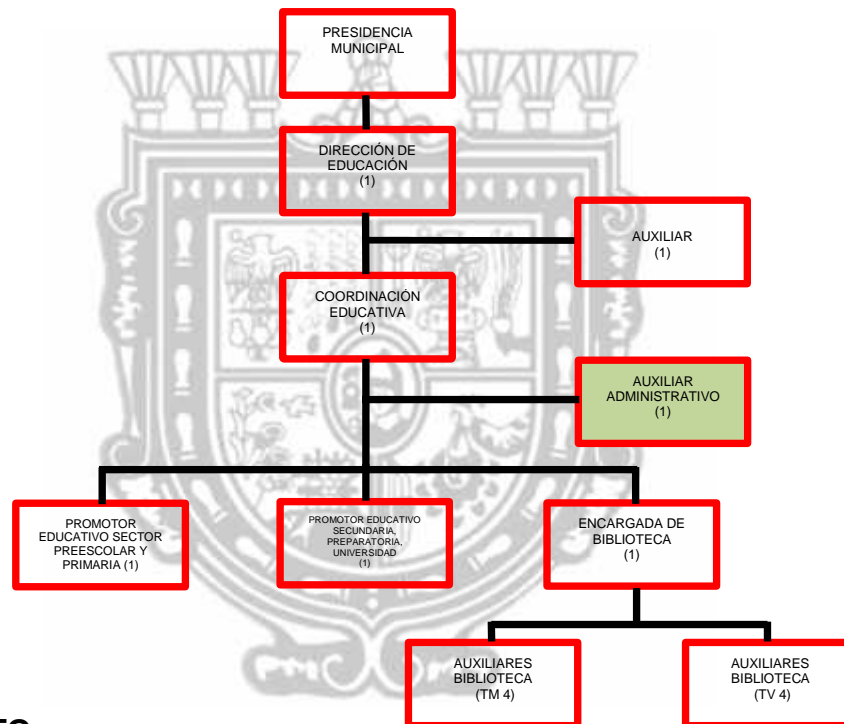 PRESIDENCIA
MUNICIPAL
DIRECCIÓN DE
EDUCACIÓN
(1)
AUXILIAR
(1)
COORDINACIÓN
EDUCATIVA
(1)
AUXILIAR
ADMINISTRATIVO
(1)
PROMOTOR
EDUCATIVO SECTOR
PREESCOLAR Y
PRIMARIA (1)
PROMOTOR EDUCATIVO
SECUNDARIA,
PREPARATORIA,
UNIVERSIDAD
(1)
ENCARGADA DE
BIBLIOTECA
(1)
AUXILIARES
BIBLIOTECA
(TM 4)
AUXILIARES
BIBLIOTECA
(TV 4)